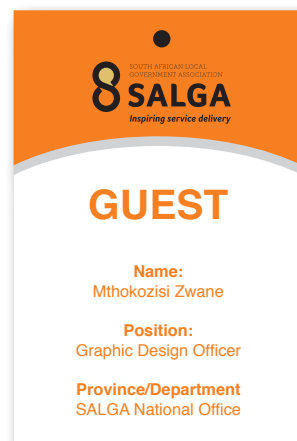 SOUTH AFRICAN LOCAL
GOVERNMENT ASSOCIATION
SALGA
Inspiring service delivery
GUEST
Name:
Mthokozisi Zwane
Position:
Graphic Design Officer
Province/Department
SALGA National Office